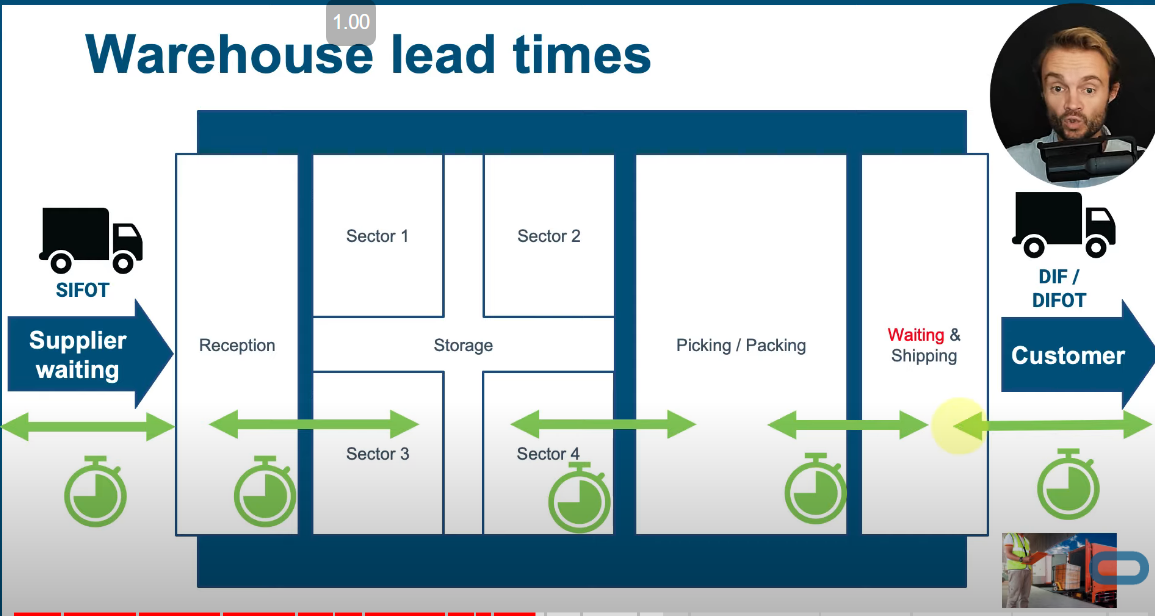 1.00
Warehouse lead times
SIFOT
Supplier
waiting
Reception
Sector 1
Sector 2
Storage
Sector 3
Sector 4
Picking / Packing
Waiting &
Shipping
DIF /
DIFOT
Customer